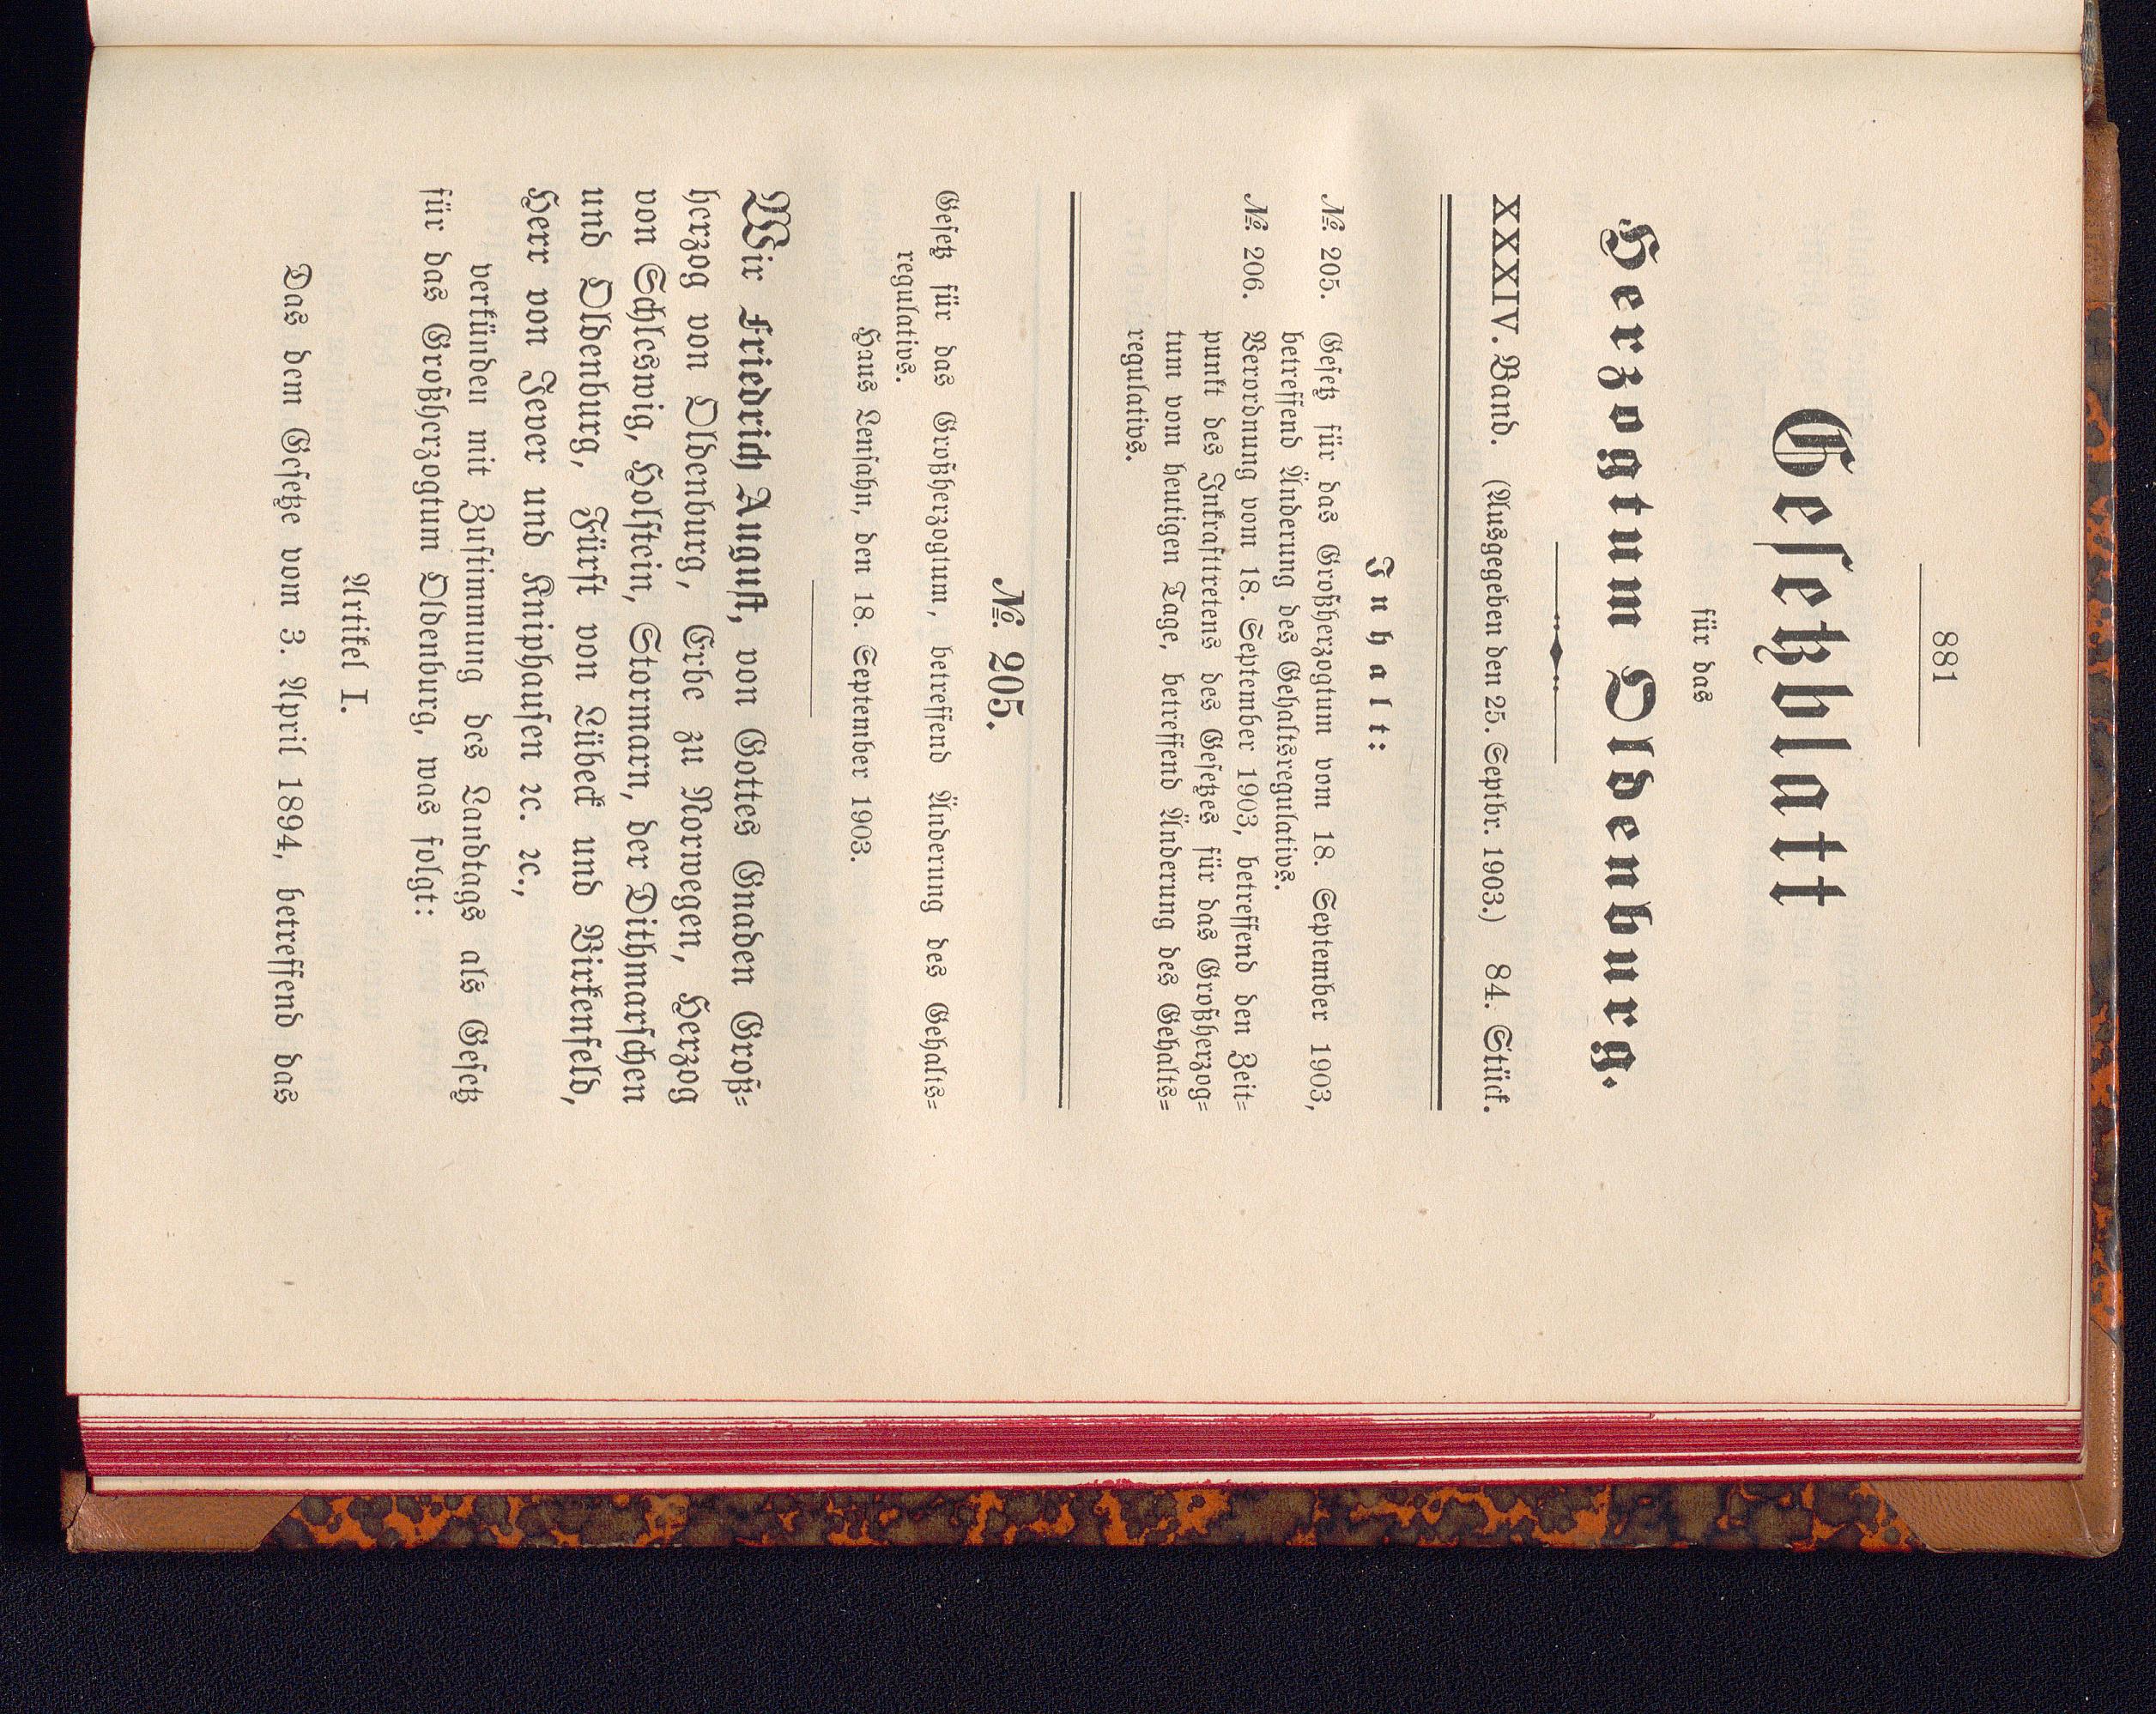 881
Gesetzblatt
für das
Herzogtum Oldenburg.
XXXIV. Band. (Ausgegeben den 25. Septbr. 1903.) 84. Stück.
Inhalt:
№ 205. Gesetz für das Großherzogtum vom 18. September 1903,
betreffend Änderung des Gehaltsregulativs.
№ 206. Verordnung vom 18. September 1903, betreffend den Zeit-
punkt des Inkrafttretens des Gesetzes für das Großherzog-
tum vom heutigen Tage, betreffend Änderung des Gehalts-
regulativs.
№ 205.
Gesetz für das Großherzogtum, betreffend Änderung des Gehalts-
regulativs.
Haus Lensahn, den 18. September 1903.
Wir Friedrich August, von Gottes Gnaden Groß-
herzog von Oldenburg, Erbe zu Norwegen, Herzog
von Schleswig, Holstein, Stormarn, der Dithmarschen
und Oldenburg, Fürst von Lübeck und Birkenfeld,
Herr von Jever und Kniphausen ꝛc. ꝛc.,
verkünden mit Zustimmung des Landtags als Gesetz
für das Großherzogtum Oldenburg, was folgt:
Artikel I.
Das dem Gesetze vom 3. April 1894, betreffend das